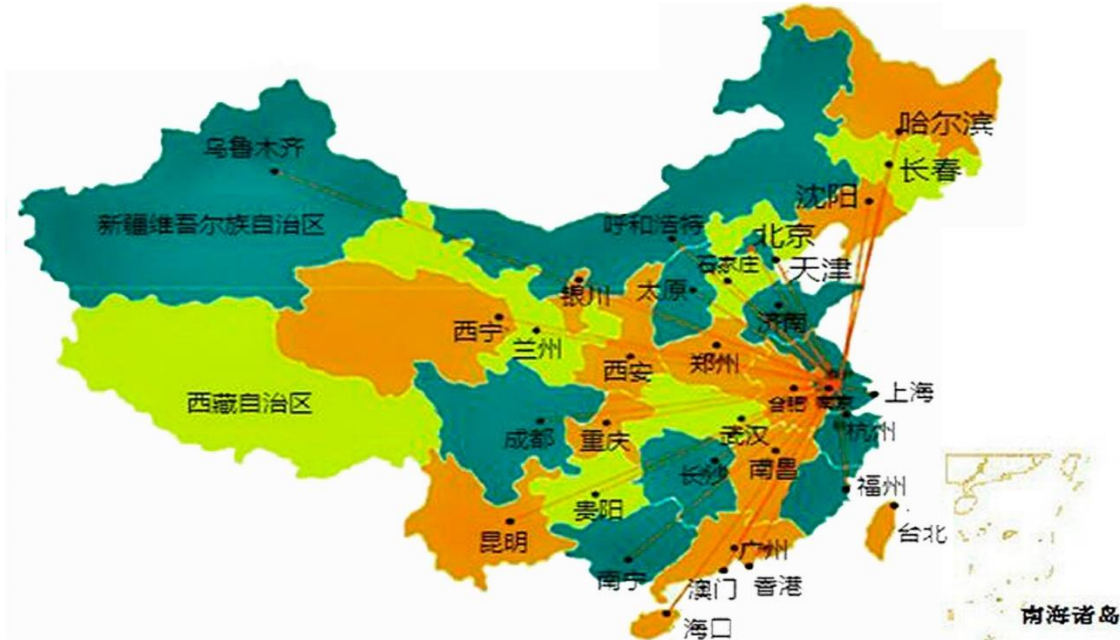 哈尔滨
乌鲁木齐
长春
沈阳
新疆维吾尔族自治区
呼和浩特
北京
石家庄
天津
银川
太原
济南
西宁
兰州
西安
郑州
西藏自治区
合肥
南京
上海
成都
重庆
武汉
杭州
长沙
南昌
福州
贵阳
昆明
台北
广州
南宁
澳门
香港
海口
南海诸岛